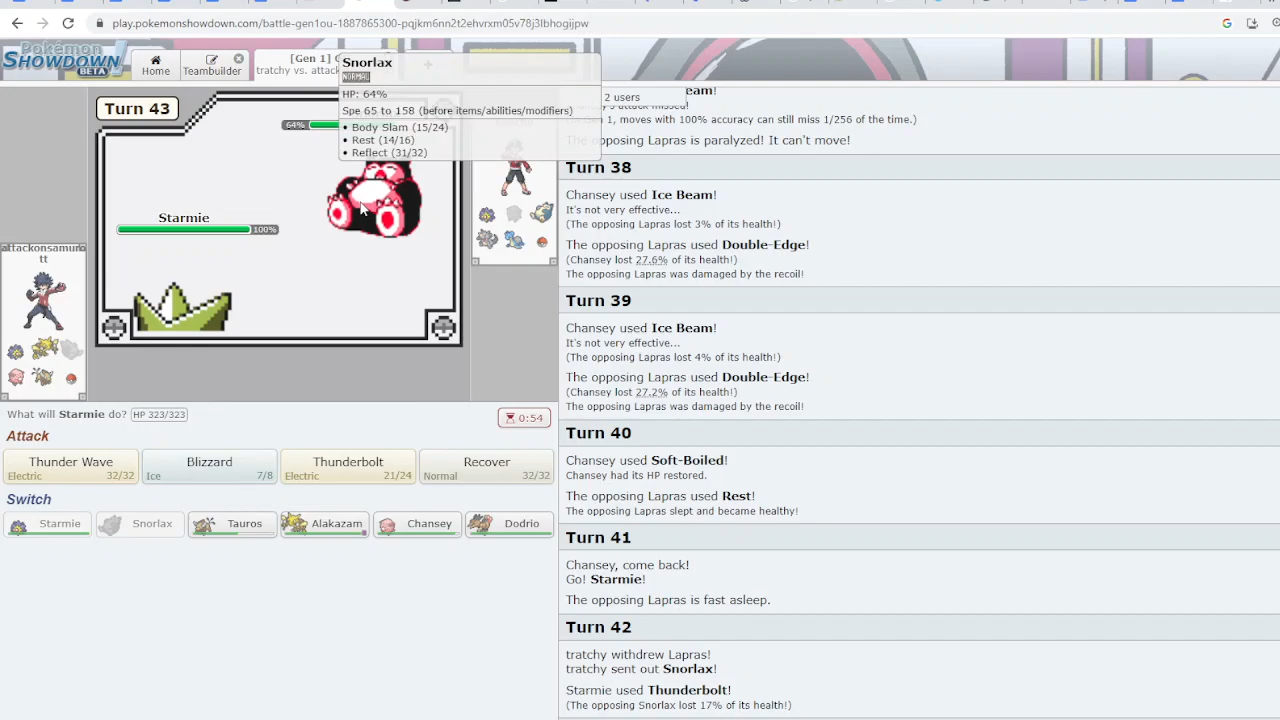 play.pokemonshowdown.com/battle-gen1ou-1887865300-pqjkm6nn2t2ehvrxm05v78j3lbhogijpw
Pokémon
SHOWDOWN!
BETA
Home
Teambuilder
[Gen 1]
tratchy vs. attack
Snorlax
NORMAL
HP: 64%
Spe 65 to 158 (before items/abilities/modifiers)
• Body Slam (15/24)
• Rest (14/16)
• Reflect (31/32)
2 users
Turn 43
64%
Starmie
100%
attackonsamura
tt
What will Starmie do? HP 323/323
0:54
Attack
Thunder Wave
Electric 32/32
Blizzard
Ice 7/8
Thunderbolt
Electric 21/24
Recover
Normal 32/32
Switch
Starmie
Snorlax
Tauros
Alakazam
Chansey
Dodrio
eam!
attack missed!
Gen 1, moves with 100% accuracy can still miss 1/256 of the time.)
The opposing Lapras is paralyzed! It can't move!
Turn 38
Chansey used Ice Beam!
It's not very effective...
(The opposing Lapras lost 3% of its health!)
The opposing Lapras used Double-Edge!
(Chansey lost 27.6% of its health!)
The opposing Lapras was damaged by the recoil!
Turn 39
Chansey used Ice Beam!
It's not very effective...
(The opposing Lapras lost 4% of its health!)
The opposing Lapras used Double-Edge!
(Chansey lost 27.2% of its health!)
The opposing Lapras was damaged by the recoil!
Turn 40
Chansey used Soft-Boiled!
Chansey had its HP restored.
The opposing Lapras used Rest!
The opposing Lapras slept and became healthy!
Turn 41
Chansey, come back!
Go! Starmie!
The opposing Lapras is fast asleep.
Turn 42
tratchy withdrew Lapras!
tratchy sent out Snorlax!
Starmie used Thunderbolt!
(The opposing Snorlax lost 17% of its health!)